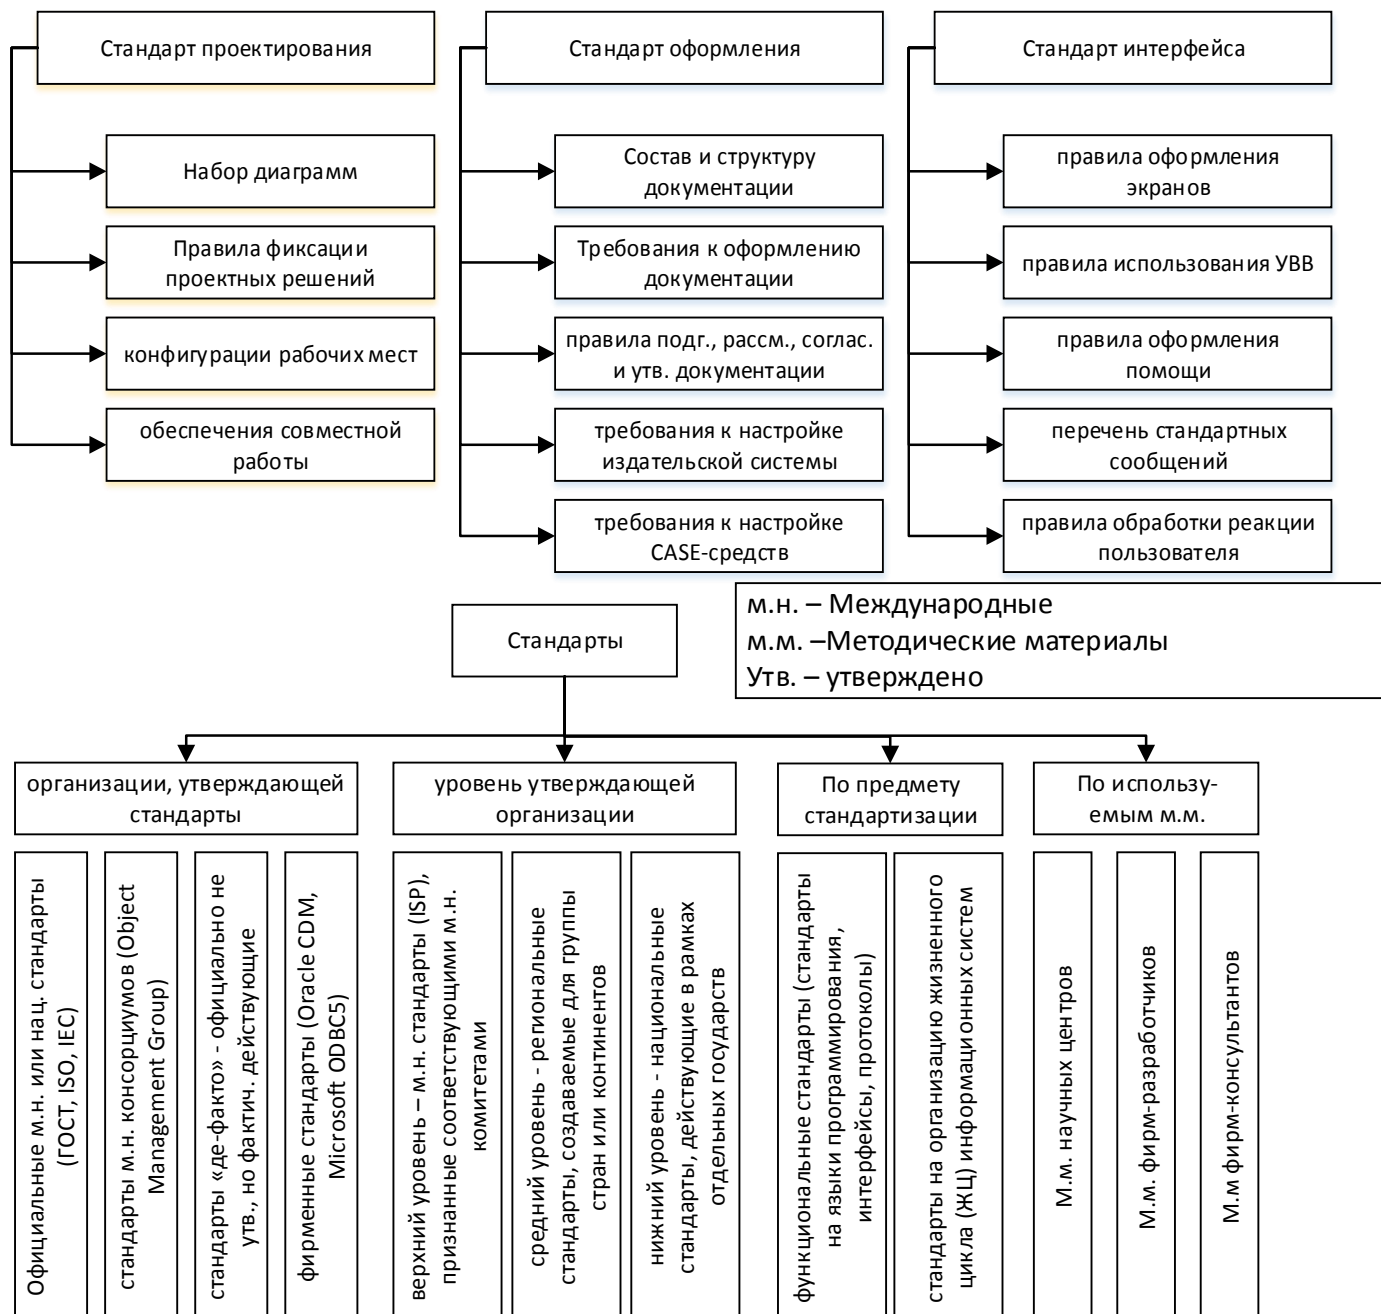 Стандарт проектирования
Набор диаграмм
Правила фиксации
проектных решений
конфигурации рабочих мест
обеспечения совместной
работы
Стандарт оформления
Состав и структуру
документации
Требования к оформлению
документации
правила подг., рассм., соглас.
и утв. документации
требования к настройке
издательской системы
требования к настройке
CASE-средств
Стандарт интерфейса
правила оформления
экранов
правила использования УВВ
правила оформления
помощи
перечень стандартных
сообщений
правила обработки реакции
пользователя
м.н. – Международные
м.м. –Методические материалы
Утв. – утверждено
Стандарты
организации, утверждающей
стандарты
Официальные м.н. или нац. стандарты
(ГОСТ, ISO, IEC)
стандарты м.н. консорциумов (Object
Management Group)
стандарты «де-факто» - официально не
утв., но фактич. действующие
фирменные стандарты (Oracle CDM,
Microsoft ODBC5)
уровень утверждающей
организации
верхний уровень – м.н. стандарты (ISP),
признанные соответствующими м.н.
комитетами
средний уровень - региональные
стандарты, создаваемые для группы
стран или континентов
нижний уровень - национальные
стандарты, действующие в рамках
отдельных государств
По предмету
стандартизации
функциональные стандарты (стандарты
на языки программирования,
интерфейсы, протоколы)
стандарты на организацию жизненного
цикла (ЖЦ) информационных систем
По использу-
емым м.м.
М.м. научных центров
М.м. фирм-разработчиков
М.м фирм-консультантов